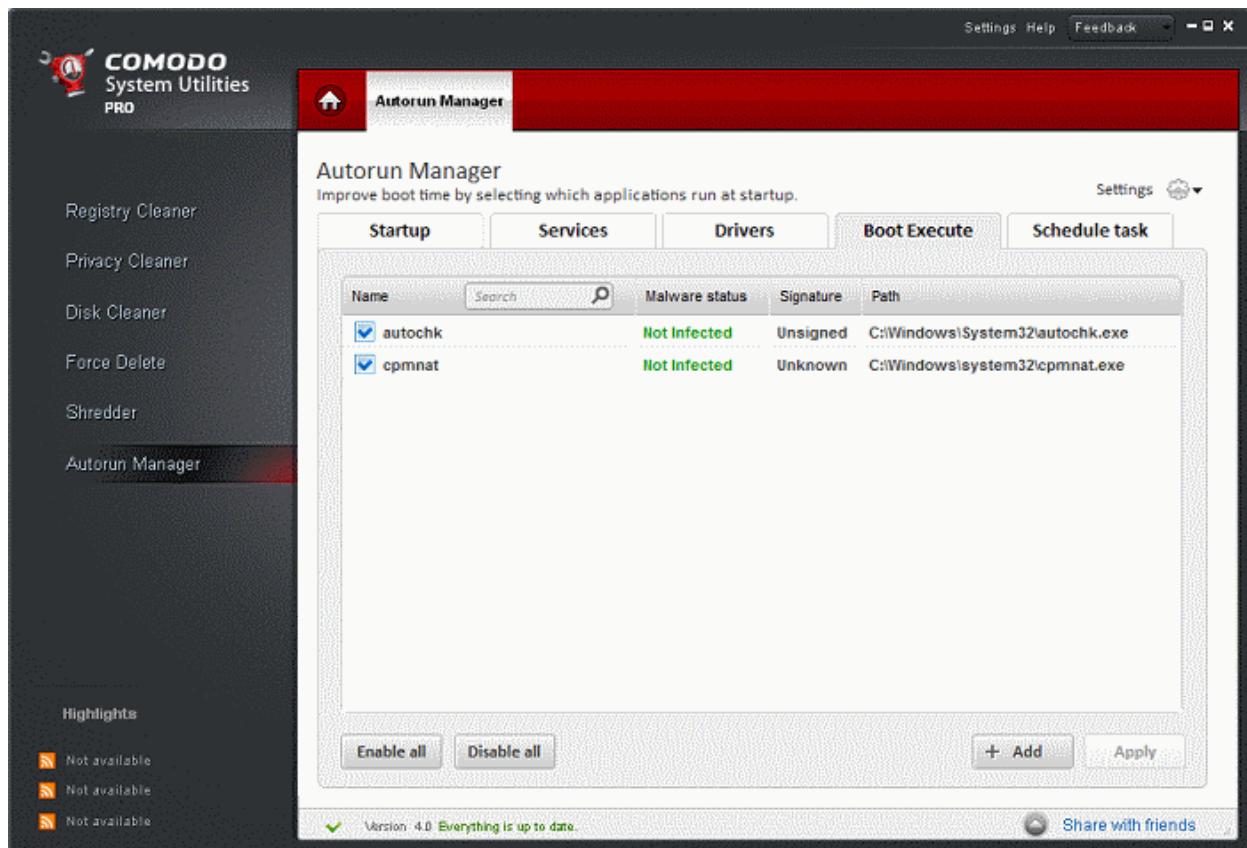 Settings Help Feedback
COMODO
System Utilities
PRO
Autorun Manager
Registry Cleaner
Privacy Cleaner
Disk Cleaner
Force Delete
Shredder
Autorun Manager
Autorun Manager
Improve boot time by selecting which applications run at startup.
Settings
Startup Services Drivers Boot Execute Schedule task
Name Search Malware status Signature Path
autochk Not Infected Unsigned C:\Windows\System32\autochk.exe
cpmnat Not Infected Unknown C:\Windows\system32\cpmnat.exe
Enable all Disable all + Add Apply
Highlights
Not available
Not available
Not available
Version 4.0 Everything is up to date.
Share with friends